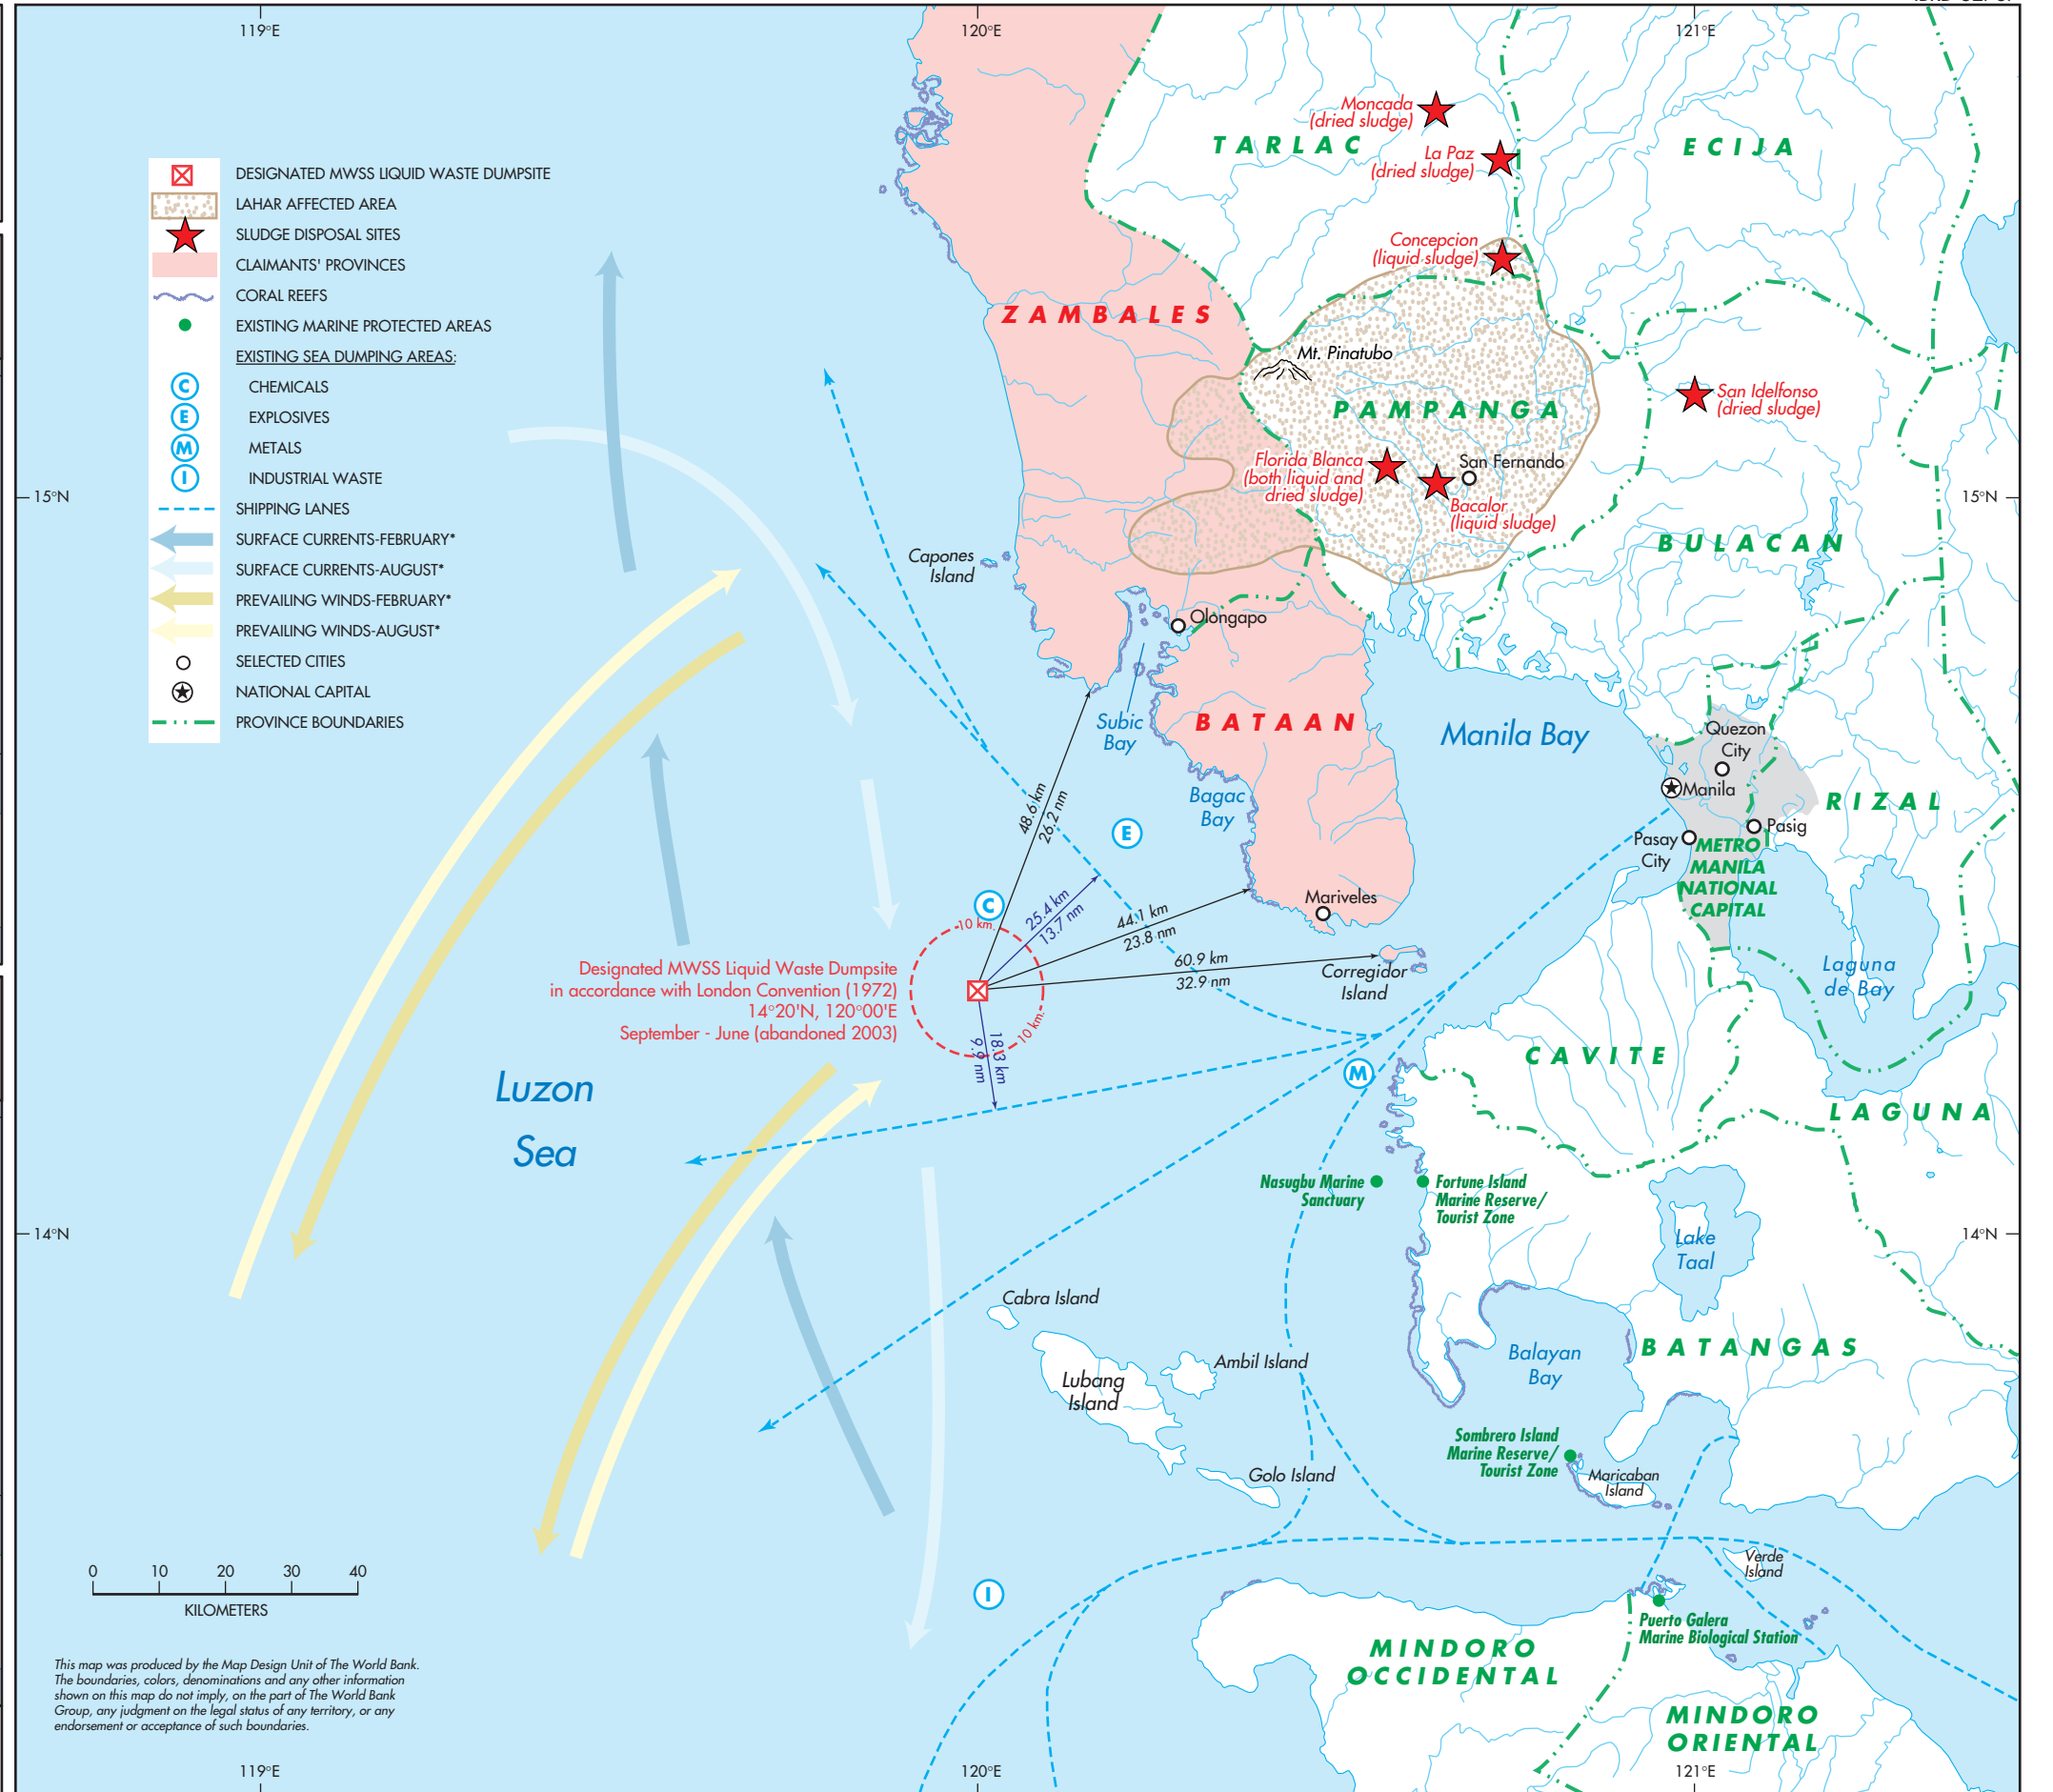 119°E
120°E
121°E
DESIGNATED MWSS LIQUID WASTE DUMPSITE
LAHAR AFFECTED AREA
SLUDGE DISPOSAL SITES
CLAIMANTS' PROVINCES
CORAL REEFS
EXISTING MARINE PROTECTED AREAS
EXISTING SEA DUMPING AREAS:
C CHEMICALS
E EXPLOSIVES
M METALS
I INDUSTRIAL WASTE
SHIPPING LANES
SURFACE CURRENTS-FEBRUARY*
SURFACE CURRENTS-AUGUST*
PREVAILING WINDS-FEBRUARY*
PREVAILING WINDS-AUGUST*
SELECTED CITIES
NATIONAL CAPITAL
PROVINCE BOUNDARIES
Moncada
(dried sludge)
TARLAC
La Paz
(dried sludge)
ECIJA
Concepcion
(liquid sludge)
ZAMBALES
Mt. Pinatubo
PAMPANGA
San Idelfonso
(dried sludge)
Florida Blanca
(both liquid and
dried sludge)
San Fernando
Bacalor
(liquid sludge)
15°N
15°N
BULACAN
Capones
Island
Olongapo
Subic
Bay
BATAAN
Manila Bay
Quezon
City
Manila
RIZAL
Bagac
Bay
Pasay
City
Pasig
METRO
MANILA
NATIONAL
CAPITAL
48.6 km
26.2 nm
E
C
25.4 km
13.7 nm
Mariveles
44.1 km
23.8 nm
10 km.
60.9 km
32.9 nm
Corregidor
Island
Laguna
de Bay
Designated MWSS Liquid Waste Dumpsite
in accordance with London Convention (1972)
14°20'N, 120°00'E
September - June (abandoned 2003)
10 km.
18.3 km
9.9 nm
CAVITE
M
Luzon
Sea
LAGUNA
Nasugbu Marine
Sanctuary
Fortune Island
Marine Reserve/
Tourist Zone
14°N
14°N
Lake
Taal
Cabra Island
Lubang
Island
Ambil Island
Balayan
Bay
BATANGAS
Sombrero Island
Marine Reserve/
Tourist Zone
Golo Island
Maricaban
Island
Verde
Island
0 10 20 30 40
KILOMETERS
I
Puerto Galera
Marine Biological Station
MINDORO
OCCIDENTAL
MINDORO
ORIENTAL
This map was produced by the Map Design Unit of The World Bank.
The boundaries, colors, denominations and any other information
shown on this map do not imply, on the part of The World Bank
Group, any judgment on the legal status of any territory, or any
endorsement or acceptance of such boundaries.
119°E
120°E
121°E